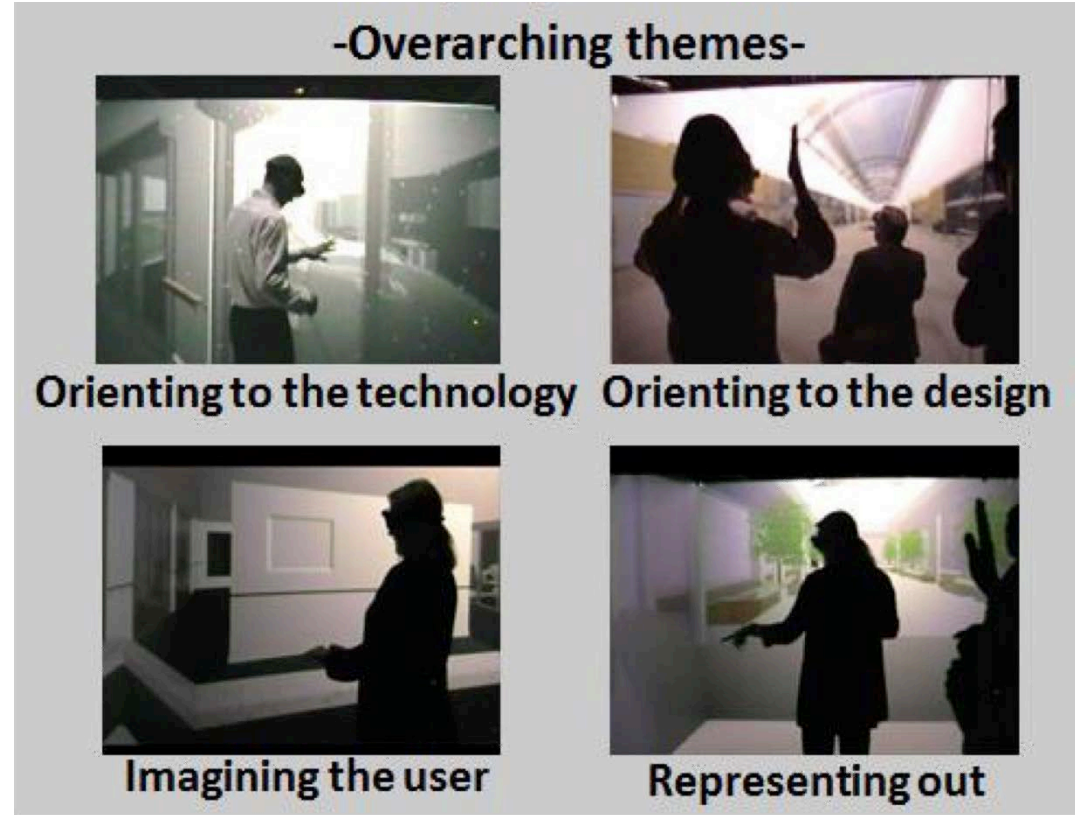 -Overarching themes-
Orienting to the technology
Orienting to the design
Imagining the user
Representing out